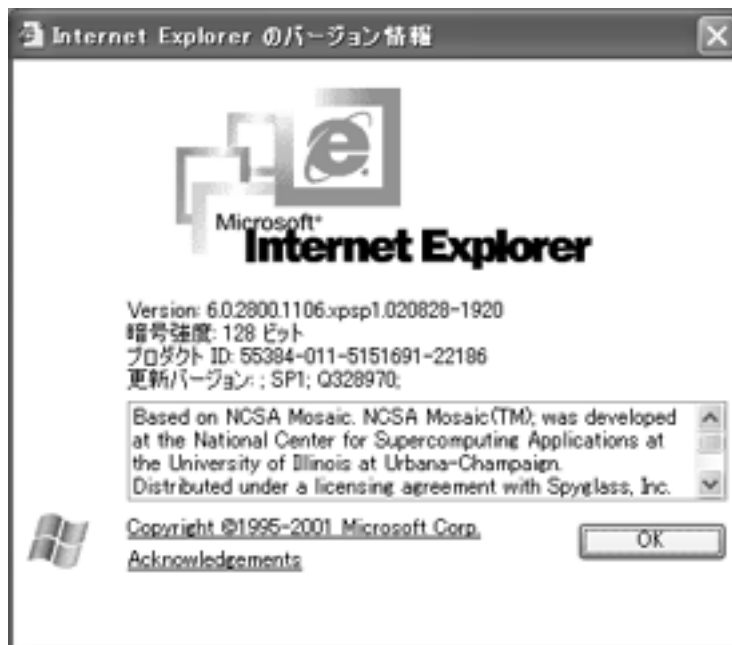 Internet Explorer のバージョン情報
Microsoft®
Internet Explorer
Version: 6.0.2800.1106.xpsp1.020828-1920
暗号強度: 128 ビット
プロダクト ID: 55384-011-5151691-22186
更新バージョン: ; SP1; Q328970;
Based on NCSA Mosaic. NCSA Mosaic(TM); was developed
at the National Center for Supercomputing Applications at
the University of Illinois at Urbana-Champaign.
Distributed under a licensing agreement with Spyglass, Inc.
Copyright ©1995-2001 Microsoft Corp.
OK
Acknowledgements